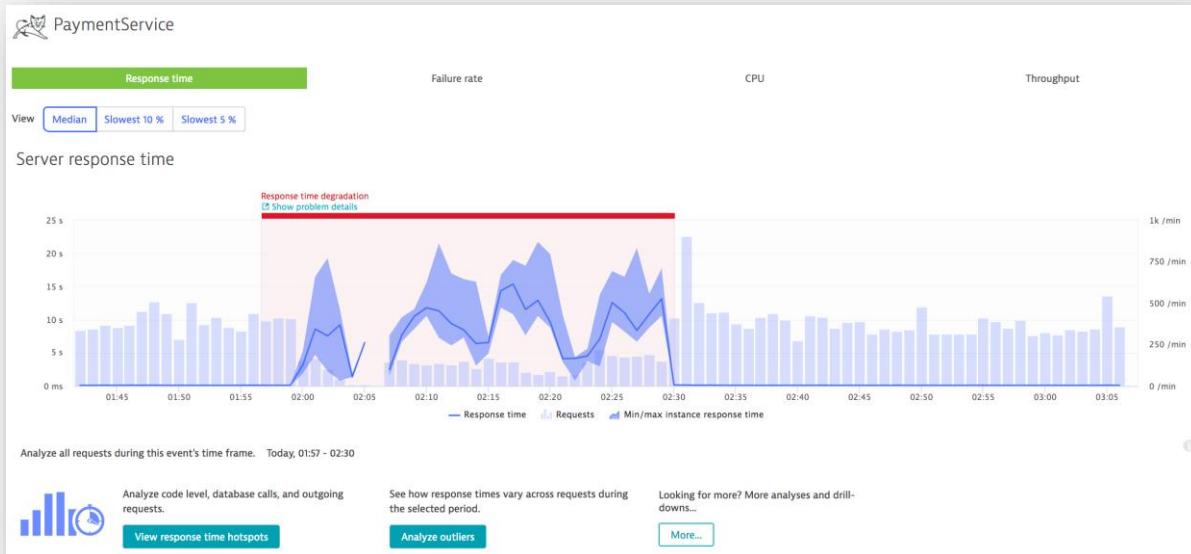 PaymentService
Response time Failure rate CPU Throughput
View Median Slowest 10 % Slowest 5 %
Server response time
Response time degradation
Show problem details
25 s 1k /min
20 s 750 /min
15 s 500 /min
10 s
5 s 250 /min
0 ms 0 /min
01:45 01:50 01:55 02:00 02:05 02:10 02:15 02:20 02:25 02:30 02:35 02:40 02:45 02:50 02:55 03:00 03:05
Response time Requests Min/max instance response time
Analyze all requests during this event's time frame. Today, 01:57 - 02:30
Analyze code level, database calls, and outgoing
requests.
View response time hotspots
See how response times vary across requests during
the selected period.
Analyze outliers
Looking for more? More analyses and drill-
downs...
More...